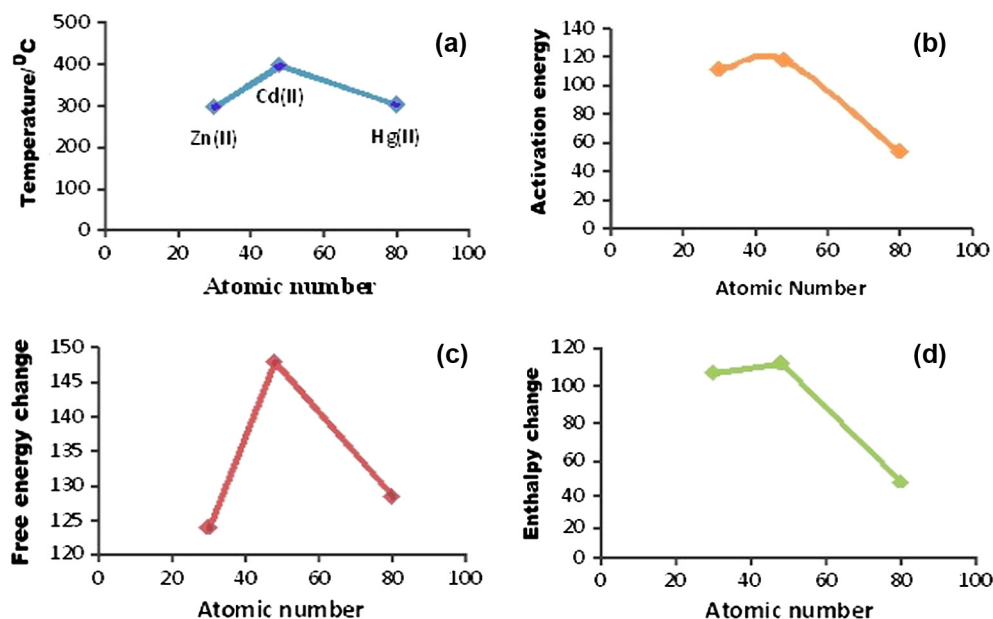 (a)
Temperature/⁰C
500
400
300
200
100
0
Cd(II)
Zn(II)
Hg(II)
0 20 40 60 80 100
Atomic number
(b)
Activation energy
140
120
100
80
60
40
20
0
0 20 40 60 80 100
Atomic Number
(c)
Free energy change
150
145
140
135
130
125
120
0 20 40 60 80 100
Atomic number
(d)
Enthalpy change
120
100
80
60
40
20
0
0 20 40 60 80 100
Atomic number